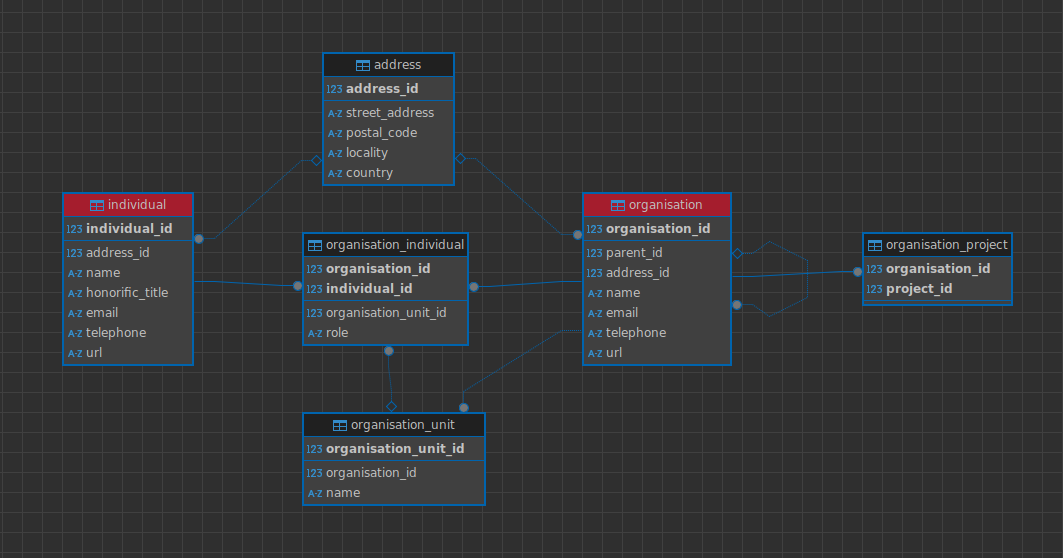 address
123 address_id
A-Z street_address
A-Z postal_code
A-Z locality
A-Z country
individual
123 individual_id
123 address_id
A-Z name
A-Z honorific_title
A-Z email
A-Z telephone
A-Z url
organisation_individual
123 organisation_id
123 individual_id
123 organisation_unit_id
A-Z role
organisation
123 organisation_id
123 parent_id
123 address_id
A-Z name
A-Z email
A-Z telephone
A-Z url
organisation_project
123 organisation_id
123 project_id
organisation_unit
123 organisation_unit_id
123 organisation_id
A-Z name